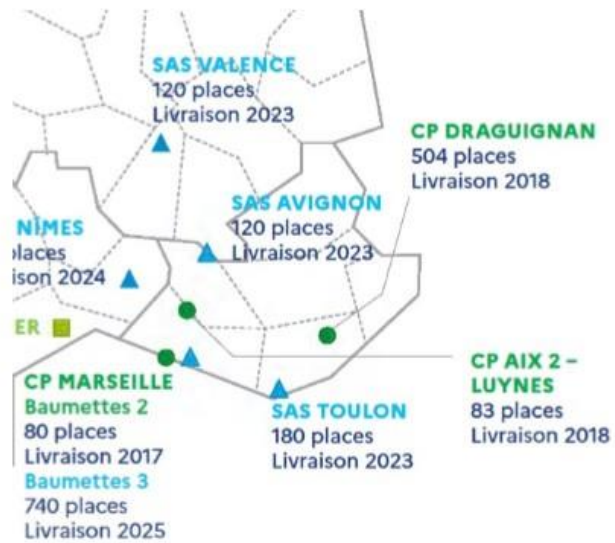 SAS VALENCE
120 places
Livraison 2023
CP DRAGUIGNAN
504 places
Livraison 2018
SAS AVIGNON
120 places
Livraison 2023
NÎMES
places
ison 2024
ER
CP MARSEILLE
Baumettes 2
80 places
Livraison 2017
Baumettes 3
740 places
Livraison 2025
SAS TOULON
180 places
Livraison 2023
CP AIX 2 –
LUYNES
83 places
Livraison 2018